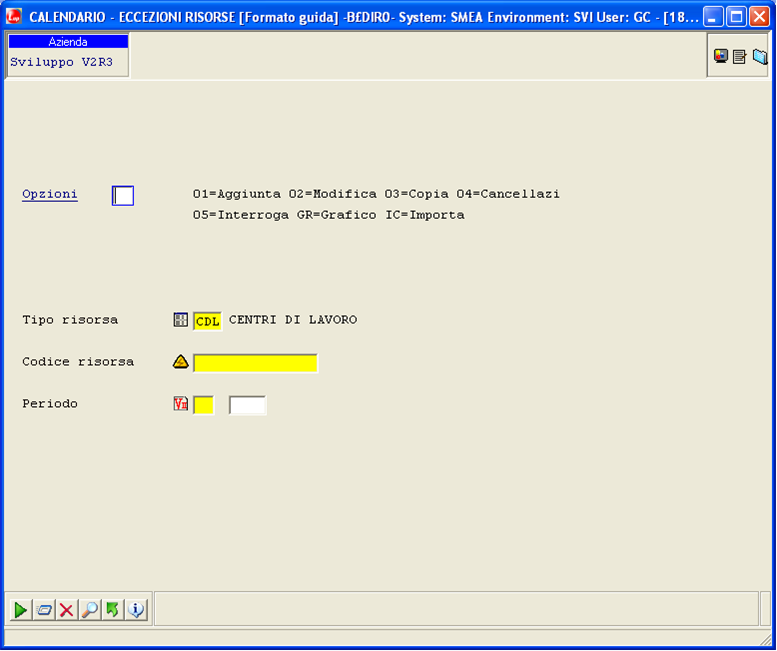 CALENDARIO - ECCEZIONI RISORSE [Formato guida] -B£DIR0- System: SMEA Environment: SVI User: GC - [18...
Azienda
Sviluppo V2R3
Opzioni 01=Aggiunta 02=Modifica 03=Copia 04=Cancellazi
05=Interroga GR=Grafico IC=Importa
Tipo risorsa CDL CENTRI DI LAVORO
Codice risorsa
Periodo